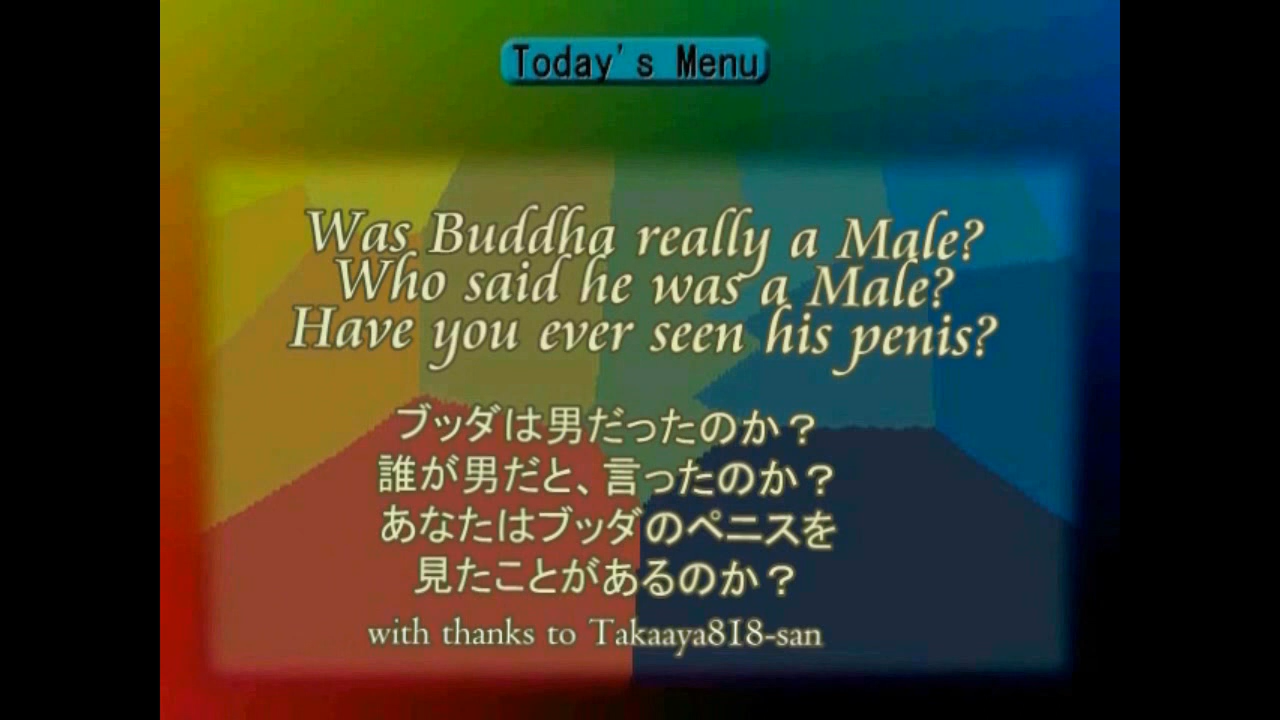 Today's Menu
Was Buddha really a Male?
Who said he was a Male?
Have you ever seen his penis?
ブッダは男だったのか？
誰が男だと、言ったのか？
あなたはブッダのペニスを
見たことがあるのか？
with thanks to Takaaya818-san